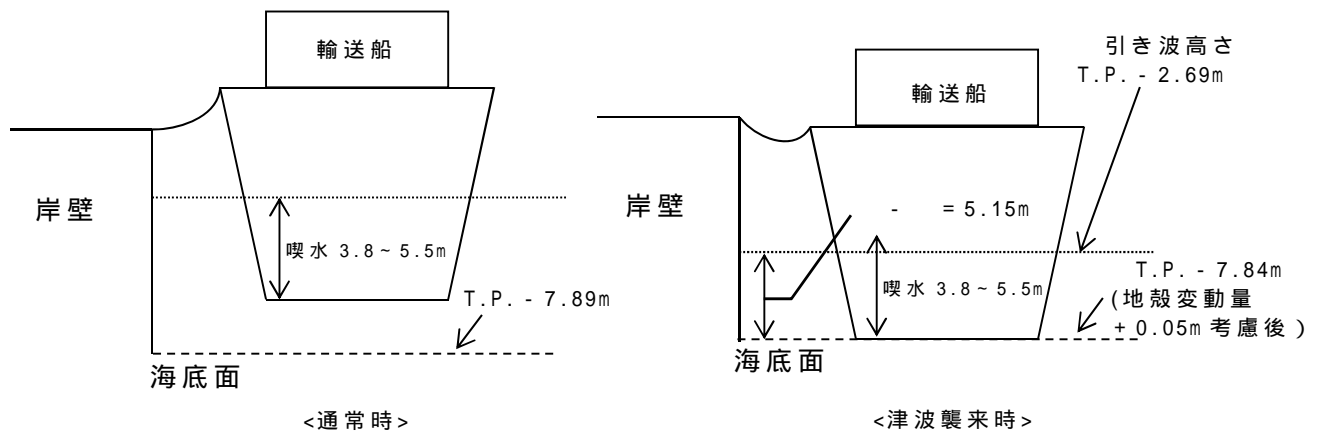 輸送船
岸壁
喫水 3.8~5.5m
T.P. - 7.89m
海底面
<通常時>
引き波高さ
T.P. - 2.69m
輸送船
岸壁
- = 5.15m
喫水 3.8~5.5m
T.P. - 7.84m
(地殻変動量
+0.05m 考慮後)
海底面
<津波襲来時>